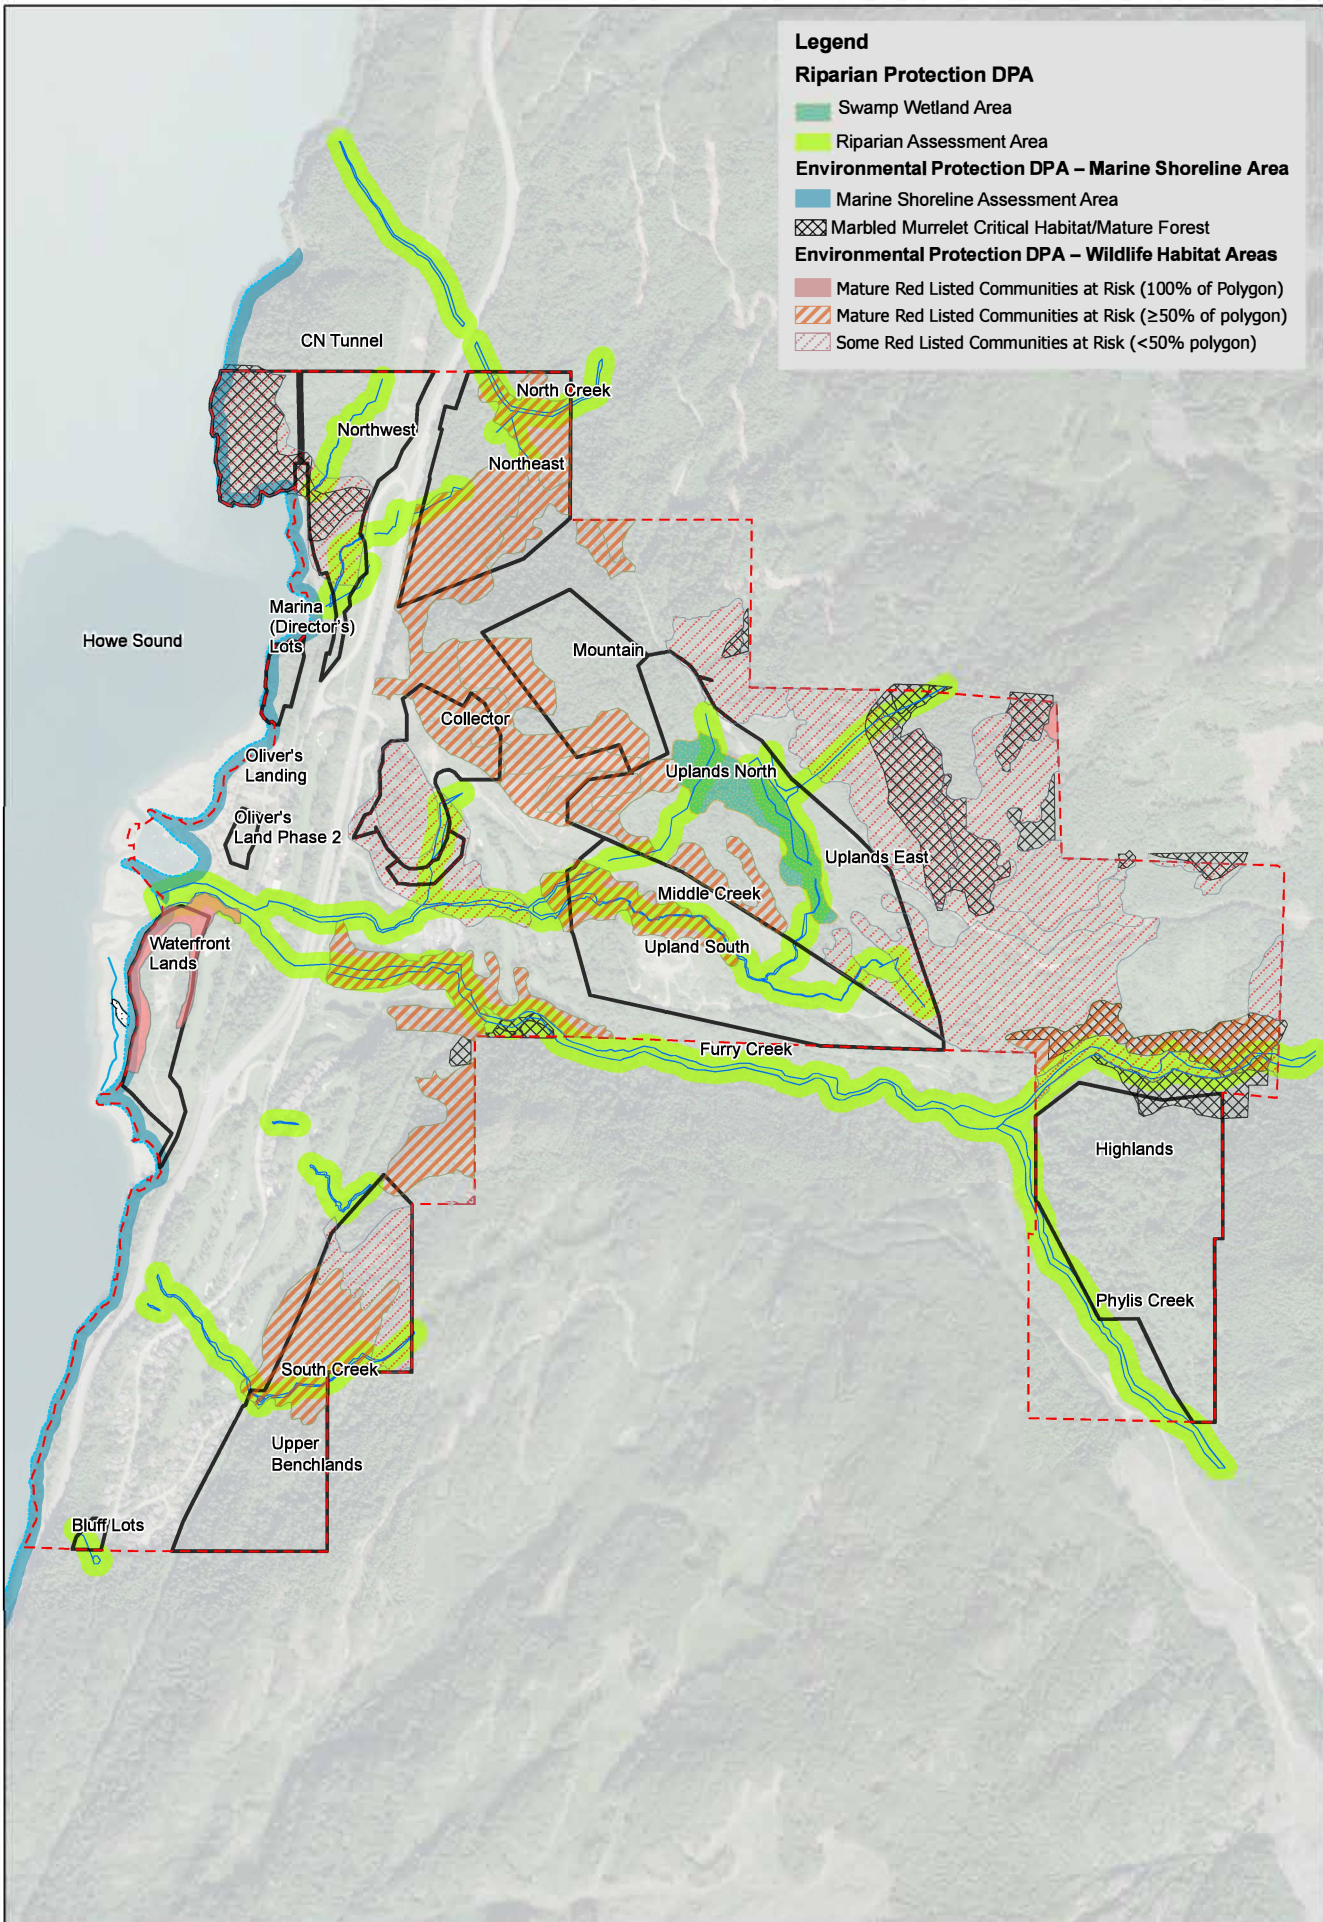 Legend
Riparian Protection DPA
Swamp Wetland Area
Riparian Assessment Area
Environmental Protection DPA – Marine Shoreline Area
Marine Shoreline Assessment Area
Marbled Murrelet Critical Habitat/Mature Forest
Environmental Protection DPA – Wildlife Habitat Areas
Mature Red Listed Communities at Risk (100% of Polygon)
Mature Red Listed Communities at Risk (≥50% of polygon)
Some Red Listed Communities at Risk (<50% polygon)
CN Tunnel
North Creek
Northwest
Northeast
Marina
(Director's)
Lots
Howe Sound
Mountain
Collector
Oliver's
Landing
Uplands North
Oliver's
Land Phase 2
Uplands East
Middle Creek
Waterfront
Lands
Upland South
Furry Creek
Highlands
Phylis Creek
South Creek
Upper
Benchlands
Bluff Lots